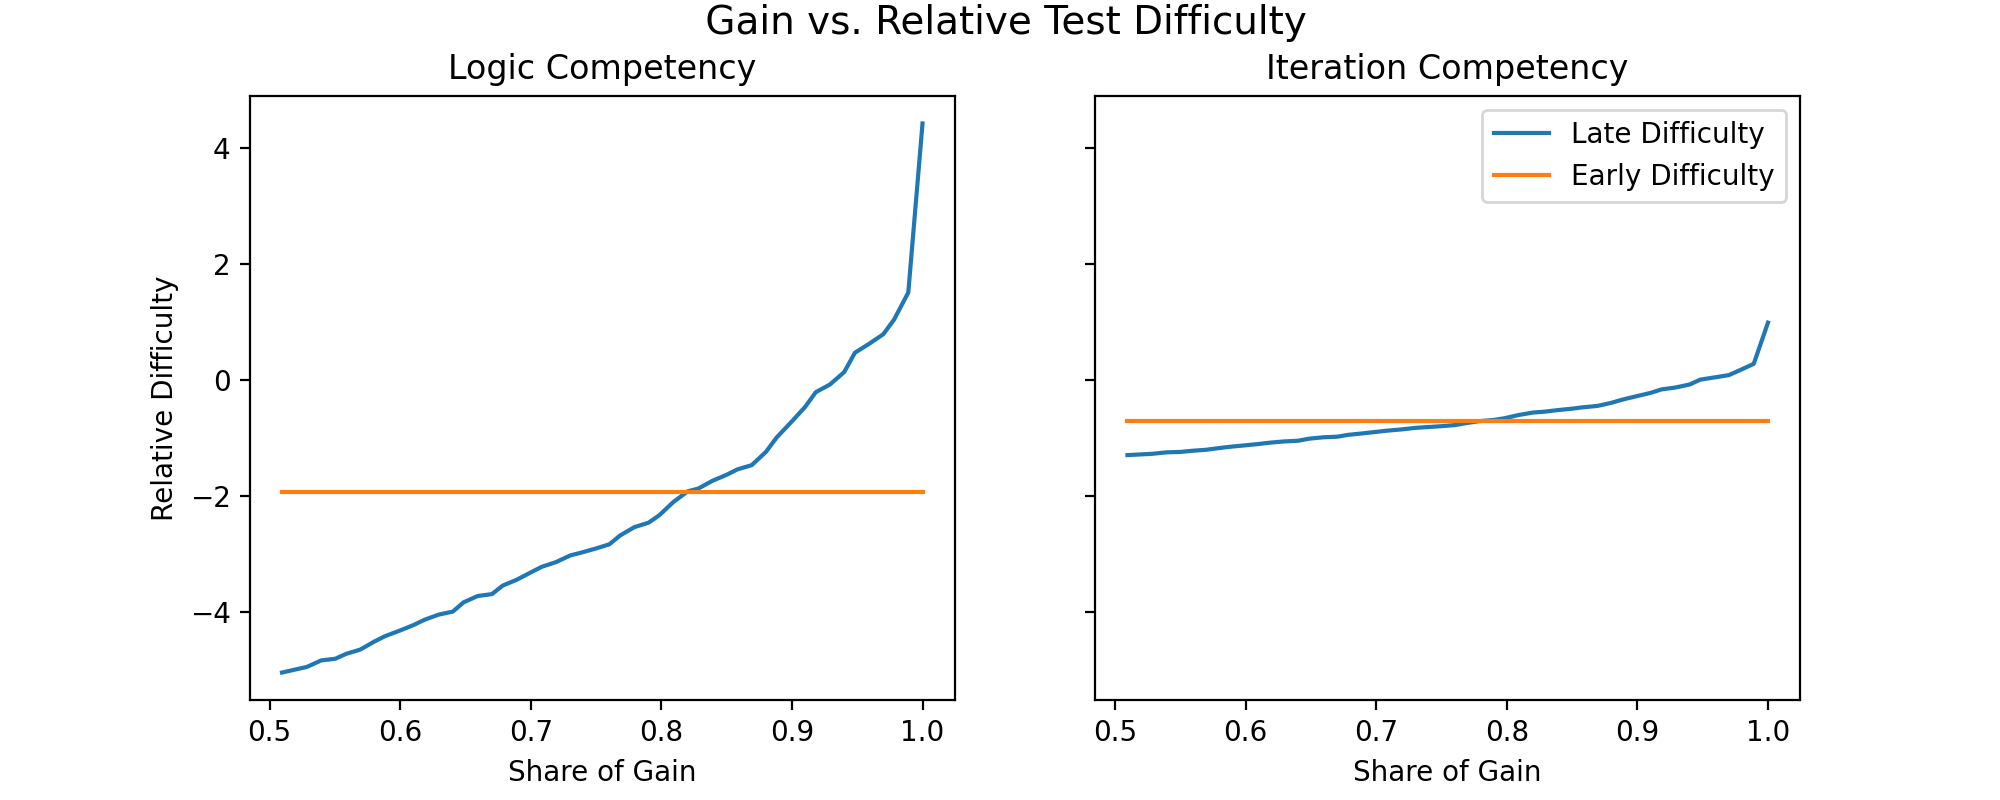 Gain vs. Relative Test Difficulty
Logic Competency
Iteration Competency
Late Difficulty
Early Difficulty
Relative Difficulty
4
2
0
−2
−4
0.5 0.6 0.7 0.8 0.9 1.0
0.5 0.6 0.7 0.8 0.9 1.0
Share of Gain
Share of Gain